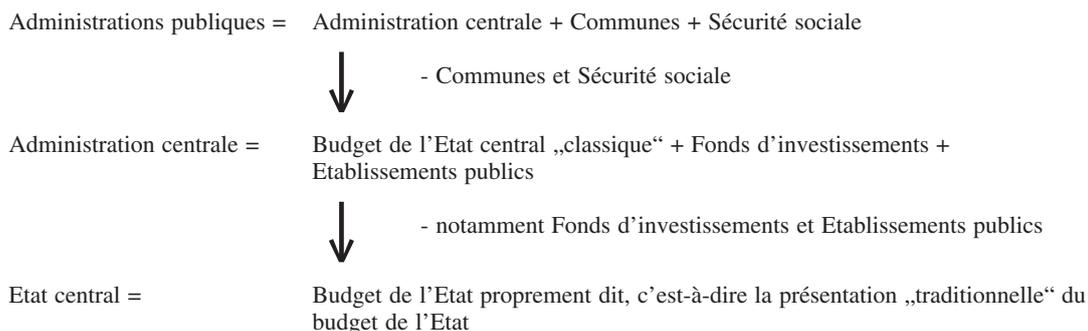 Administrations publiques = Administration centrale + Communes + Sécurité sociale
- Communes et Sécurité sociale
Administration centrale = Budget de l’Etat central „classique“ + Fonds d’investissements +
Etablissements publics
- notamment Fonds d’investissements et Etablissements publics
Etat central = Budget de l’Etat proprement dit, c’est-à-dire la présentation „traditionnelle“ du
budget de l’Etat